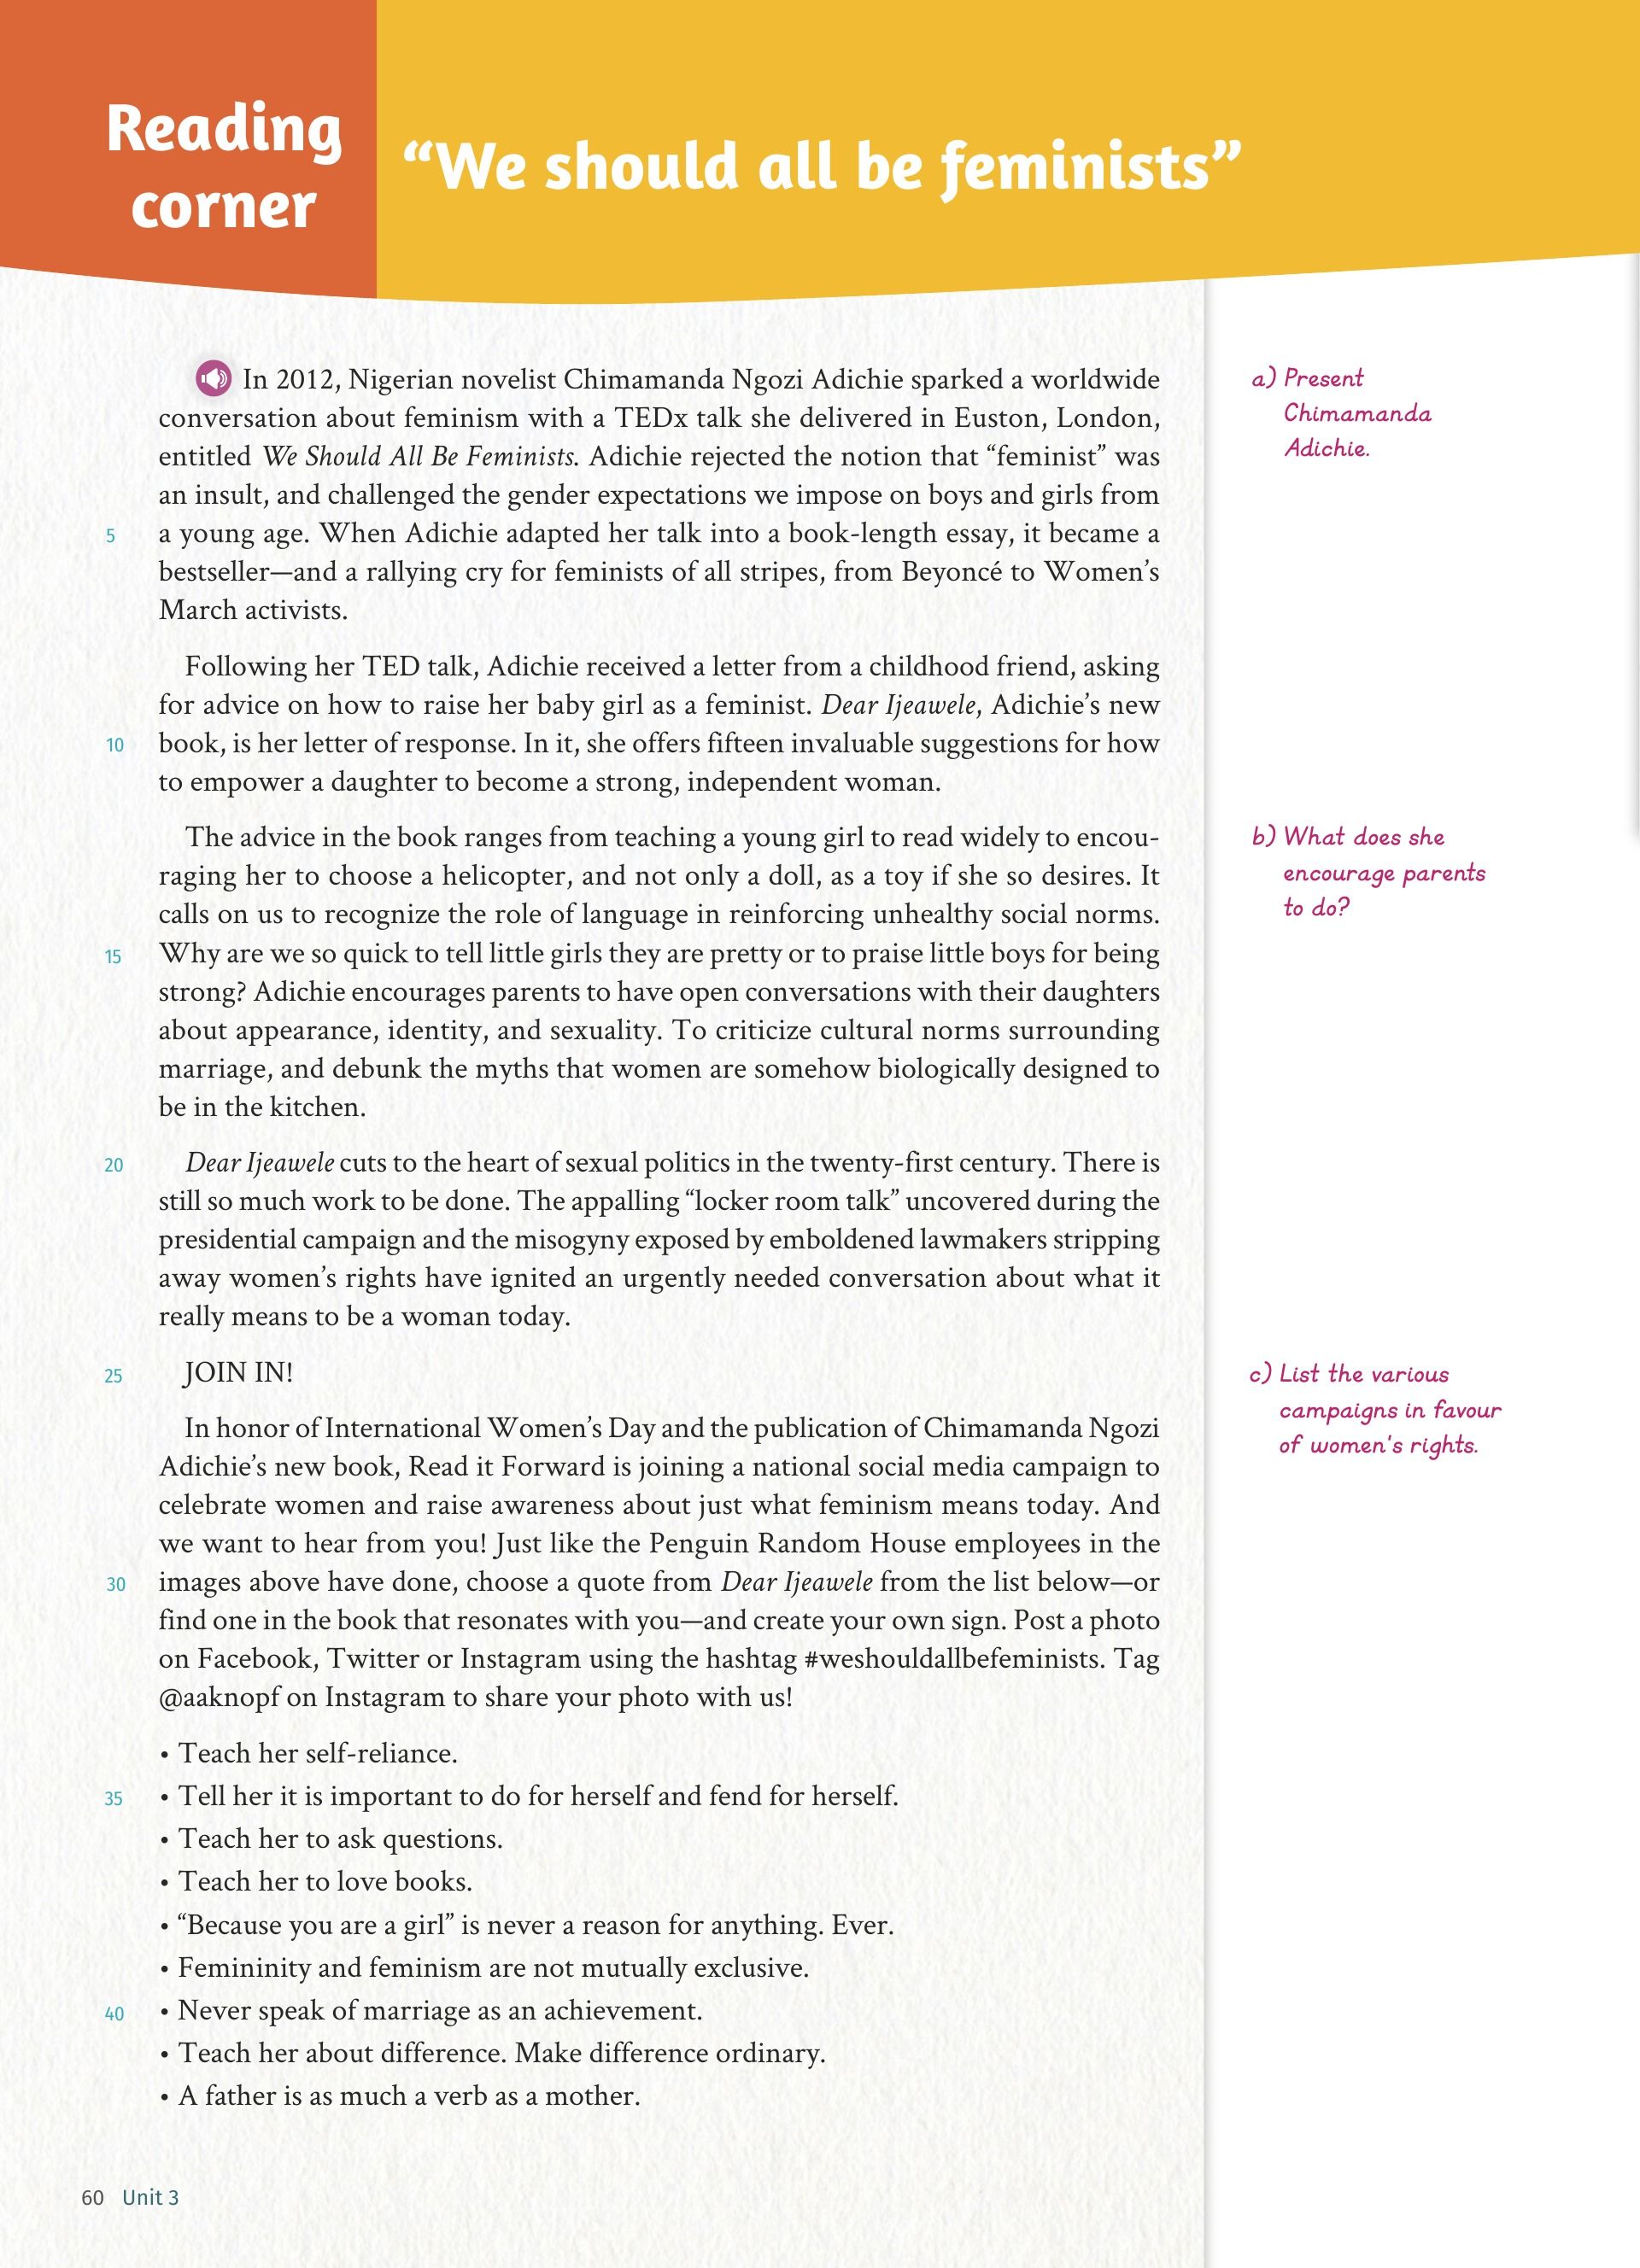 Reading
corner
“We should all be feminists”
In 2012, Nigerian novelist Chimamanda Ngozi Adichie sparked a worldwide
conversation about feminism with a TEDx talk she delivered in Euston, London,
entitled We Should All Be Feminists. Adichie rejected the notion that “feminist” was
an insult, and challenged the gender expectations we impose on boys and girls from
5 a young age. When Adichie adapted her talk into a book-length essay, it became a
bestseller—and a rallying cry for feminists of all stripes, from Beyoncé to Women’s
March activists.
Following her TED talk, Adichie received a letter from a childhood friend, asking
for advice on how to raise her baby girl as a feminist. Dear Ijeawele, Adichie’s new
10 book, is her letter of response. In it, she offers fifteen invaluable suggestions for how
to empower a daughter to become a strong, independent woman.
The advice in the book ranges from teaching a young girl to read widely to encou-
raging her to choose a helicopter, and not only a doll, as a toy if she so desires. It
calls on us to recognize the role of language in reinforcing unhealthy social norms.
15 Why are we so quick to tell little girls they are pretty or to praise little boys for being
strong? Adichie encourages parents to have open conversations with their daughters
about appearance, identity, and sexuality. To criticize cultural norms surrounding
marriage, and debunk the myths that women are somehow biologically designed to
be in the kitchen.
20 Dear Ijeawele cuts to the heart of sexual politics in the twenty-first century. There is
still so much work to be done. The appalling “locker room talk” uncovered during the
presidential campaign and the misogyny exposed by emboldened lawmakers stripping
away women’s rights have ignited an urgently needed conversation about what it
really means to be a woman today.
25 JOIN IN!
In honor of International Women’s Day and the publication of Chimamanda Ngozi
Adichie’s new book, Read it Forward is joining a national social media campaign to
celebrate women and raise awareness about just what feminism means today. And
we want to hear from you! Just like the Penguin Random House employees in the
30 images above have done, choose a quote from Dear Ijeawele from the list below—or
find one in the book that resonates with you—and create your own sign. Post a photo
on Facebook, Twitter or Instagram using the hashtag #weshouldallbefeminists. Tag
@aaknopf on Instagram to share your photo with us!
• Teach her self-reliance.
35 • Tell her it is important to do for herself and fend for herself.
• Teach her to ask questions.
• Teach her to love books.
• “Because you are a girl” is never a reason for anything. Ever.
• Femininity and feminism are not mutually exclusive.
40 • Never speak of marriage as an achievement.
• Teach her about difference. Make difference ordinary.
• A father is as much a verb as a mother.
a) Present
Chimamanda
Adichie.
b) What does she
encourage parents
to do?
c) List the various
campaigns in favour
of women's rights.
60 Unit 3